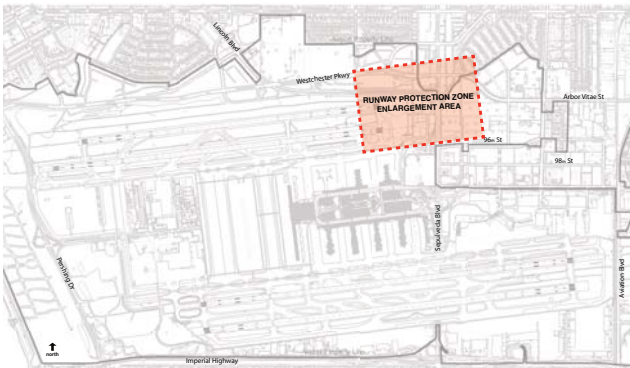 Lincoln Blvd
Westchester Pkwy
RUNWAY PROTECTION ZONE
ENLARGEMENT AREA
Arbor Vitae St
96th St
98th St
Sepulveda Blvd
Aviation Blvd
Pershing Dr
north
Imperial Highway